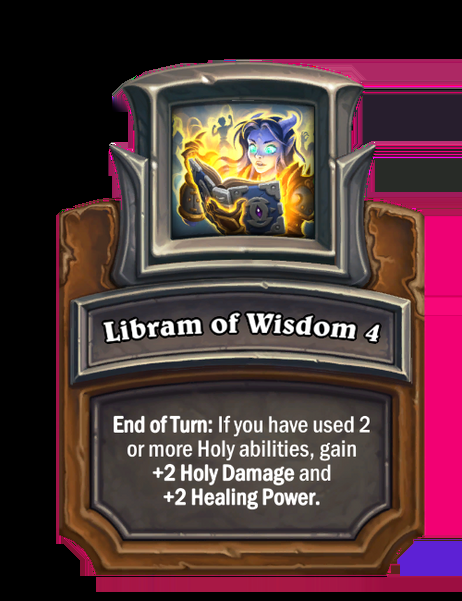 Libram of Wisdom 4
End of Turn: If you have used 2
or more Holy abilities, gain
+2 Holy Damage and
+2 Healing Power.